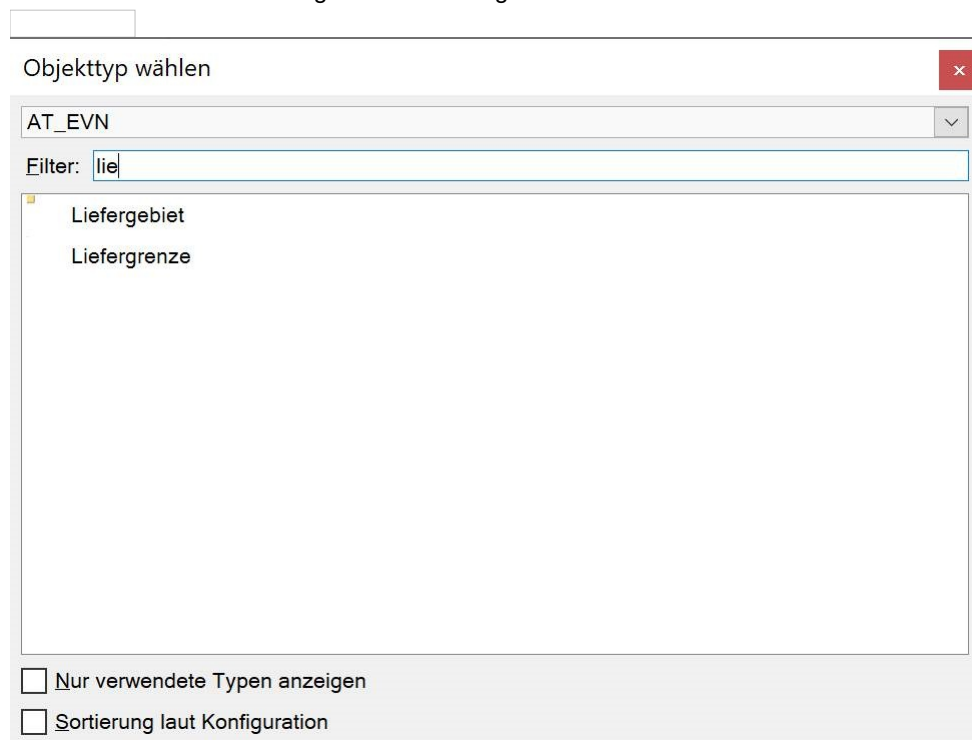 Objekttyp wählen
AT_EVN
Filter: lie
Liefergebiet
Liefergrenze
Nur verwendete Typen anzeigen
Sortierung laut Konfiguration